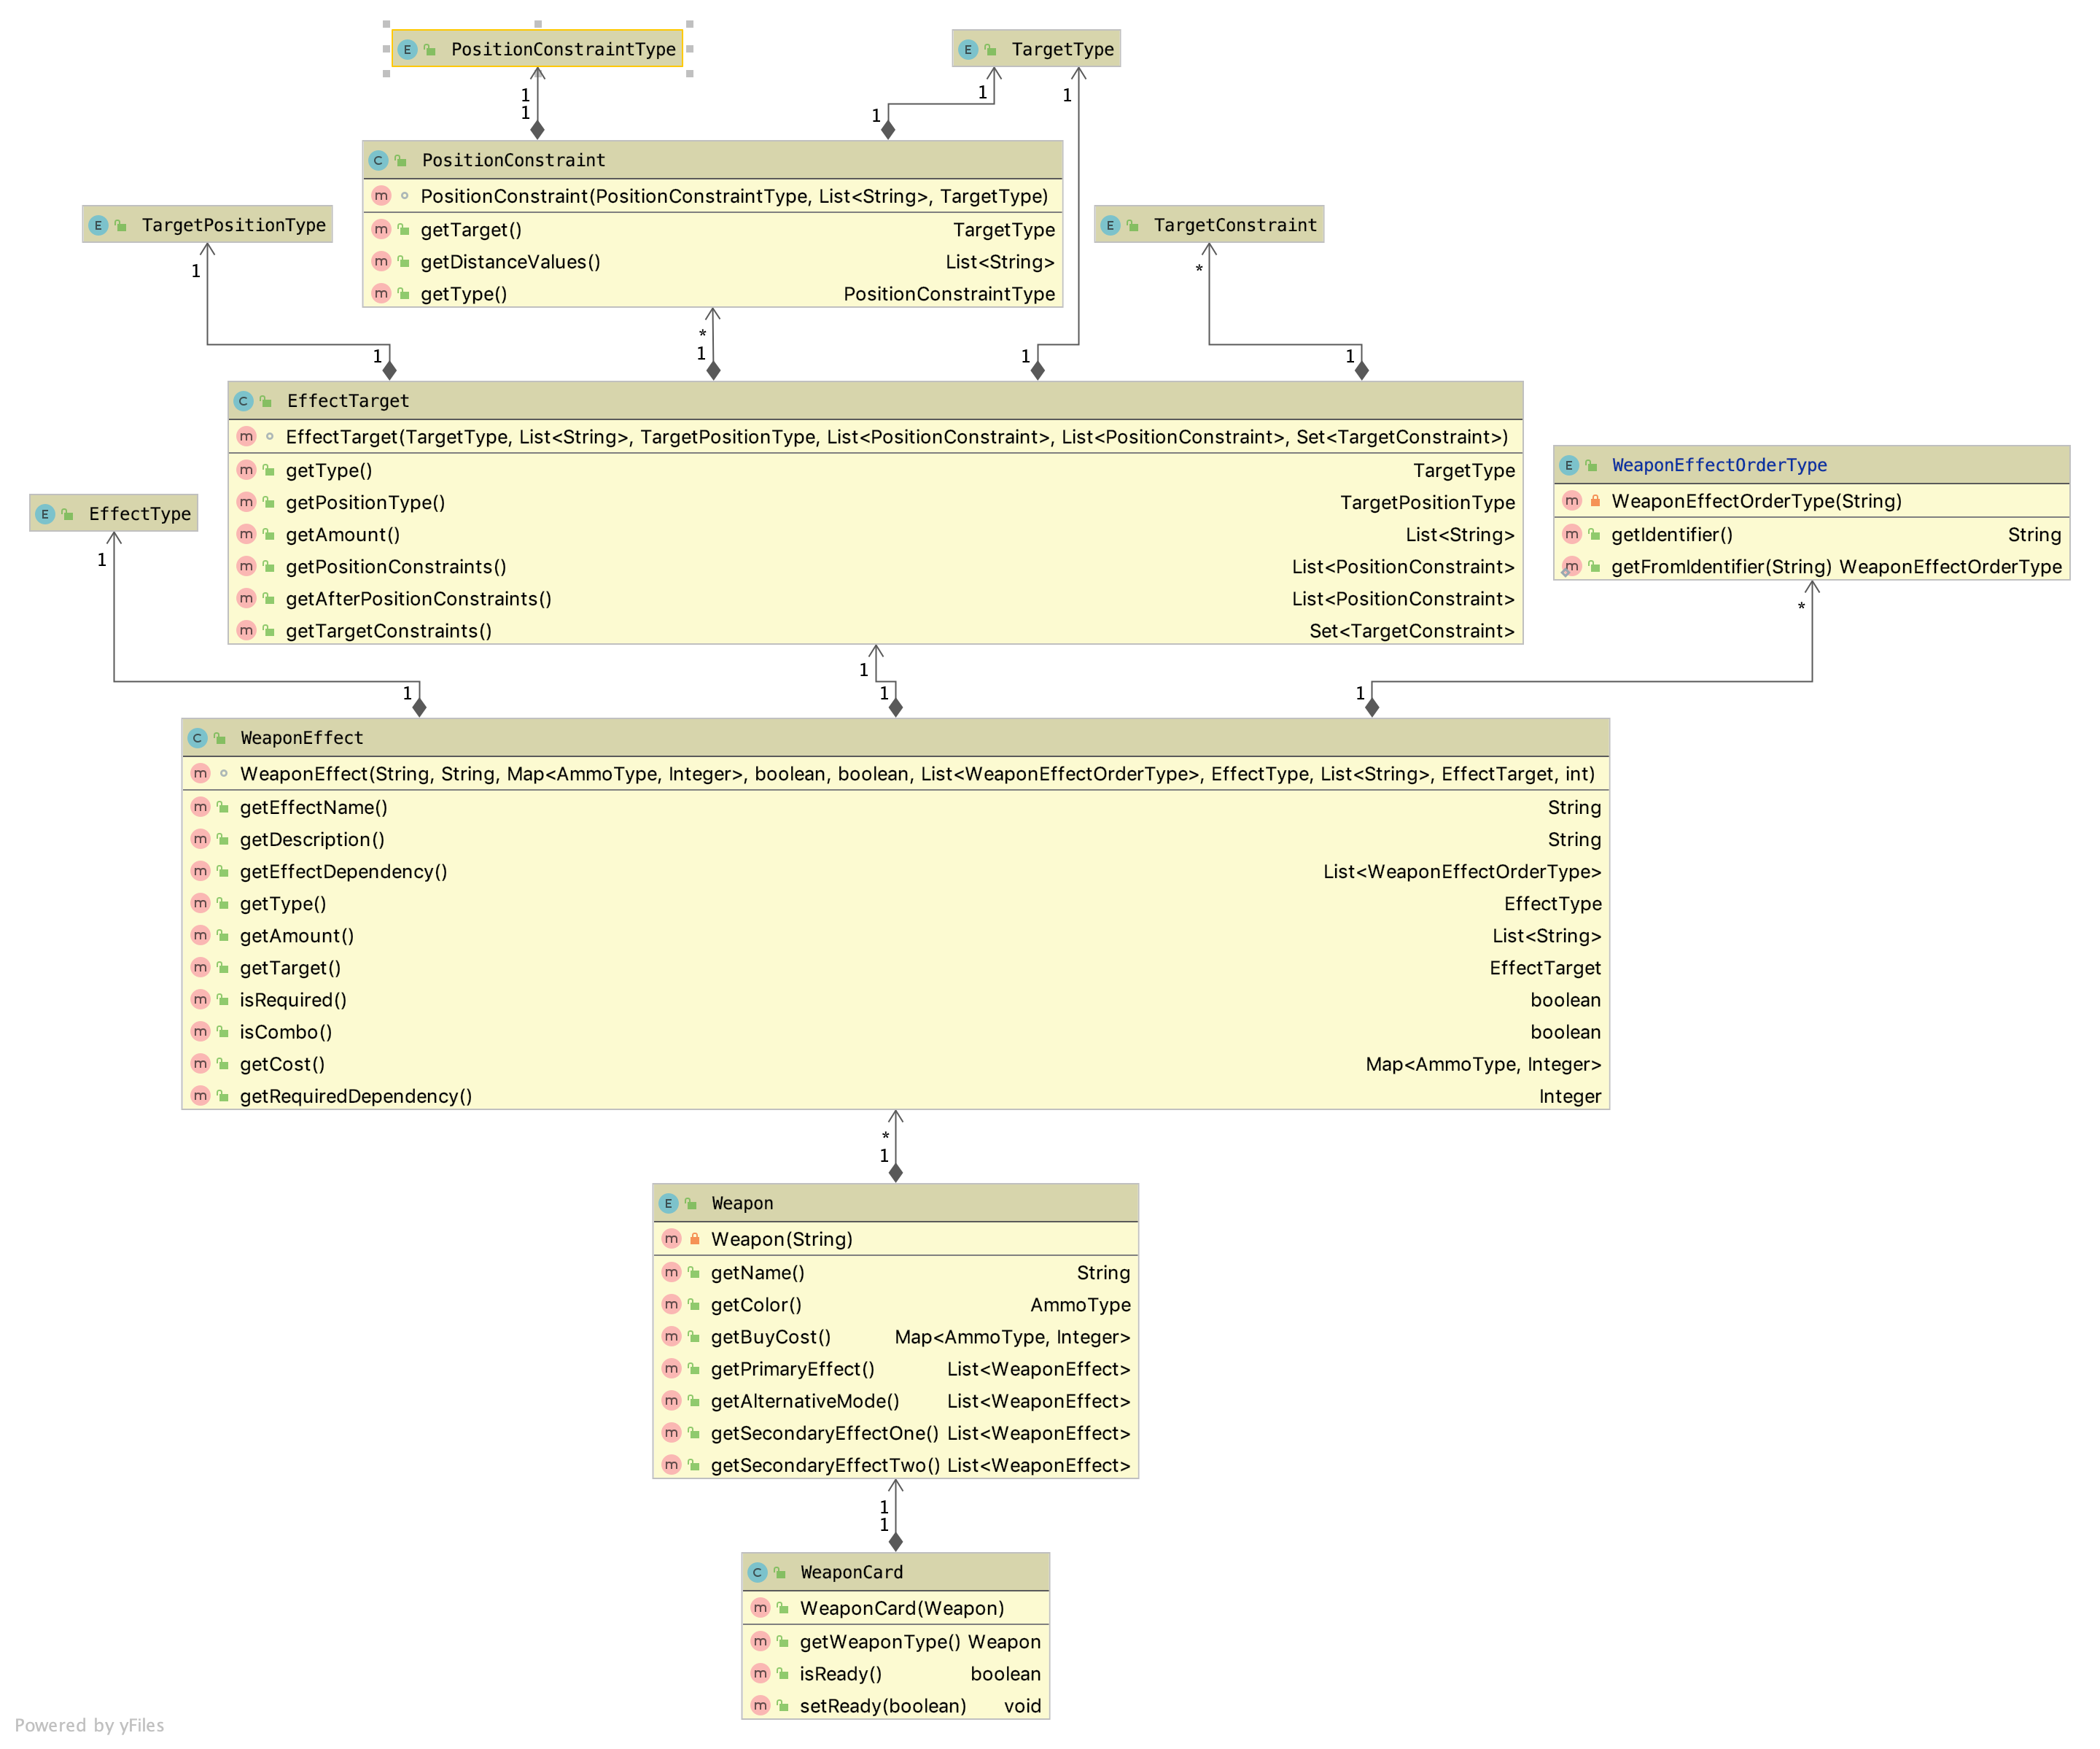 E PositionConstraintType
E TargetType
1
1
1
1
1
C PositionConstraint
m PositionConstraint(PositionConstraintType, List<String>, TargetType)
m getTarget() TargetType
m getDistanceValues() List<String>
m getType() PositionConstraintType
E TargetPositionType
E TargetConstraint
1
*
*
1
1
1
1
C EffectTarget
m EffectTarget(TargetType, List<String>, TargetPositionType, List<PositionConstraint>, List<PositionConstraint>, Set<TargetConstraint>)
m getType() TargetType
m getPositionType() TargetPositionType
m getAmount() List<String>
m getPositionConstraints() List<PositionConstraint>
m getAfterPositionConstraints() List<PositionConstraint>
m getTargetConstraints() Set<TargetConstraint>
E WeaponEffectOrderType
m WeaponEffectOrderType(String)
m getIdentifier() String
m getFromIdentifier(String) WeaponEffectOrderType
E EffectType
1
*
1
1
1
1
C WeaponEffect
m WeaponEffect(String, String, Map<AmmoType, Integer>, boolean, boolean, List<WeaponEffectOrderType>, EffectType, List<String>, EffectTarget, int)
m getEffectName() String
m getDescription() String
m getEffectDependency() List<WeaponEffectOrderType>
m getType() EffectType
m getAmount() List<String>
m getTarget() EffectTarget
m isRequired() boolean
m isCombo() boolean
m getCost() Map<AmmoType, Integer>
m getRequiredDependency() Integer
*
1
E Weapon
m Weapon(String)
m getName() String
m getColor() AmmoType
m getBuyCost() Map<AmmoType, Integer>
m getPrimaryEffect() List<WeaponEffect>
m getAlternativeMode() List<WeaponEffect>
m getSecondaryEffectOne() List<WeaponEffect>
m getSecondaryEffectTwo() List<WeaponEffect>
1
1
C WeaponCard
m WeaponCard(Weapon)
m getWeaponType() Weapon
m isReady() boolean
m setReady(boolean) void
Powered by yFiles